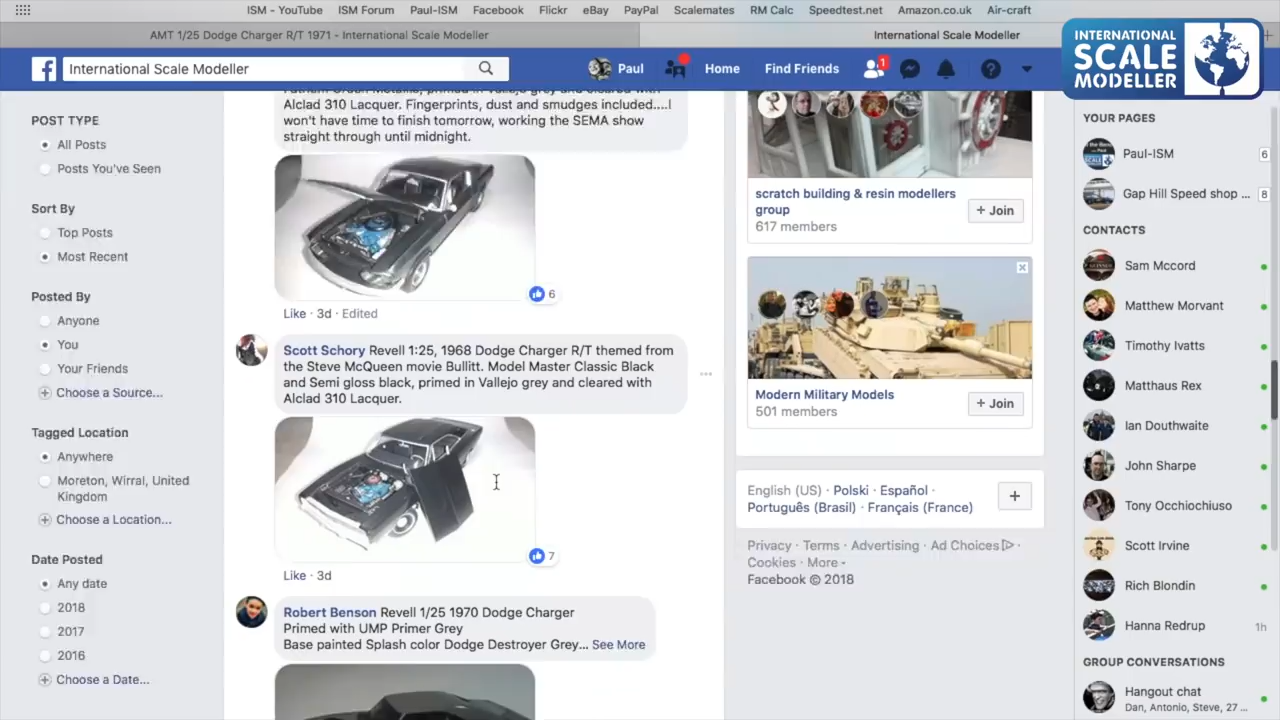 ISM - YouTube ISM Forum Paul-ISM Facebook Flickr eBay PayPal Scalemates RM Calc Speedtest.net Amazon.co.uk Air-craft
AMT 1/25 Dodge Charger R/T 1971 - International Scale Modeller
International Scale Modeller
INTERNATIONAL
SCALE
MODELLER
International Scale Modeller
Paul
Home
Find Friends
1
POST TYPE
All Posts
Posts You've Seen
Sort By
Top Posts
Most Recent
Posted By
Anyone
You
Your Friends
Choose a Source...
Tagged Location
Anywhere
Moreton, Wirral, United
Kingdom
Choose a Location...
Date Posted
Any date
2018
2017
2016
Choose a Date...
Alclad 310 Lacquer. Fingerprints, dust and smudges included....I
won't have time to finish tomorrow, working the SEMA show
straight through until midnight.
6
Like · 3d · Edited
Scott Schory Revell 1:25, 1968 Dodge Charger R/T themed from
the Steve McQueen movie Bullitt. Model Master Classic Black
and Semi gloss black, primed in Vallejo grey and cleared with
Alclad 310 Lacquer.
7
Like · 3d
Robert Benson Revell 1/25 1970 Dodge Charger
Primed with UMP Primer Grey
Base painted Splash color Dodge Destroyer Grey... See More
scratch building & resin modellers
group
617 members
+ Join
Modern Military Models
501 members
+ Join
English (US) · Polski · Español ·
Português (Brasil) · Français (France)
Privacy · Terms · Advertising · Ad Choices ·
Cookies · More
Facebook © 2018
YOUR PAGES
Paul-ISM 6
Gap Hill Speed shop ... 8
CONTACTS
Sam Mccord
Matthew Morvant
Timothy Ivatts
Matthaus Rex
Ian Douthwaite
John Sharpe
Tony Occhiochiuso
Scott Irvine
Rich Blondin
Hanna Redrup 1h
GROUP CONVERSATIONS
Hangout chat
Dan, Antonio, Steve, 27 ...